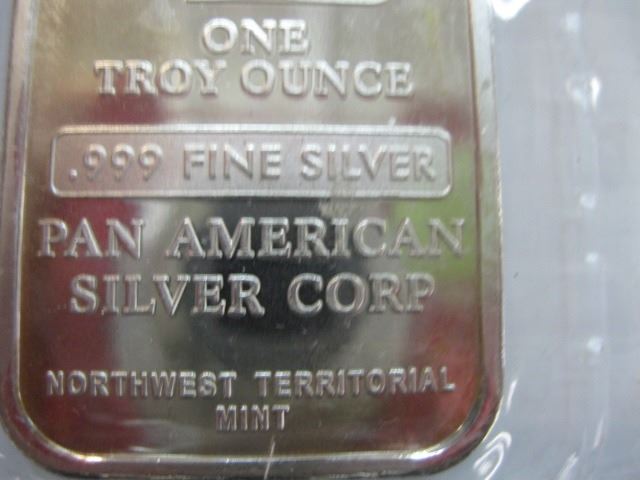 ONE
TROY OUNCE
.999 FINE SILVER
PAN AMERICAN
SILVER CORP
NORTHWEST TERRITORIAL
MINT